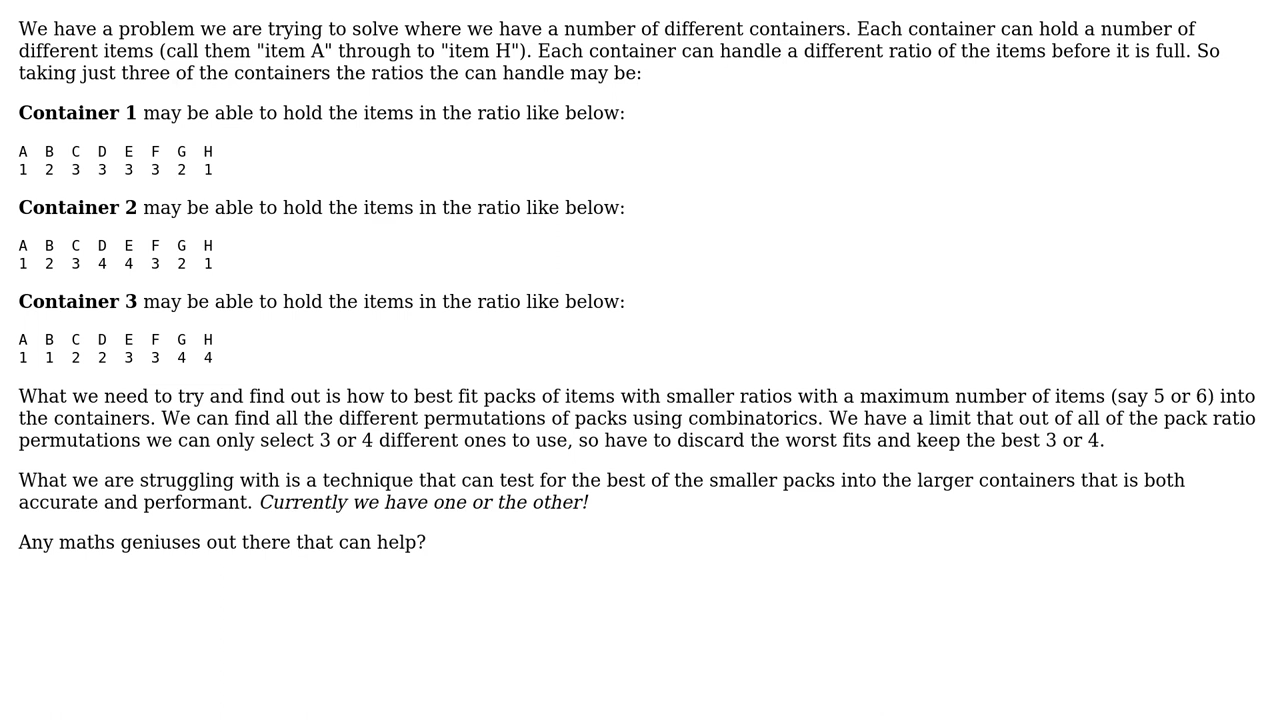 We have a problem we are trying to solve where we have a number of different containers. Each container can hold a number of
different items (call them "item A" through to "item H"). Each container can handle a different ratio of the items before it is full. So
taking just three of the containers the ratios the can handle may be:
Container 1 may be able to hold the items in the ratio like below:
A B C D E F G H
1 2 3 3 3 3 2 1
Container 2 may be able to hold the items in the ratio like below:
A B C D E F G H
1 2 3 4 4 3 2 1
Container 3 may be able to hold the items in the ratio like below:
A B C D E F G H
1 1 2 2 3 3 4 4
What we need to try and find out is how to best fit packs of items with smaller ratios with a maximum number of items (say 5 or 6) into
the containers. We can find all the different permutations of packs using combinatorics. We have a limit that out of all of the pack ratio
permutations we can only select 3 or 4 different ones to use, so have to discard the worst fits and keep the best 3 or 4.
What we are struggling with is a technique that can test for the best of the smaller packs into the larger containers that is both
accurate and performant. Currently we have one or the other!
Any maths geniuses out there that can help?